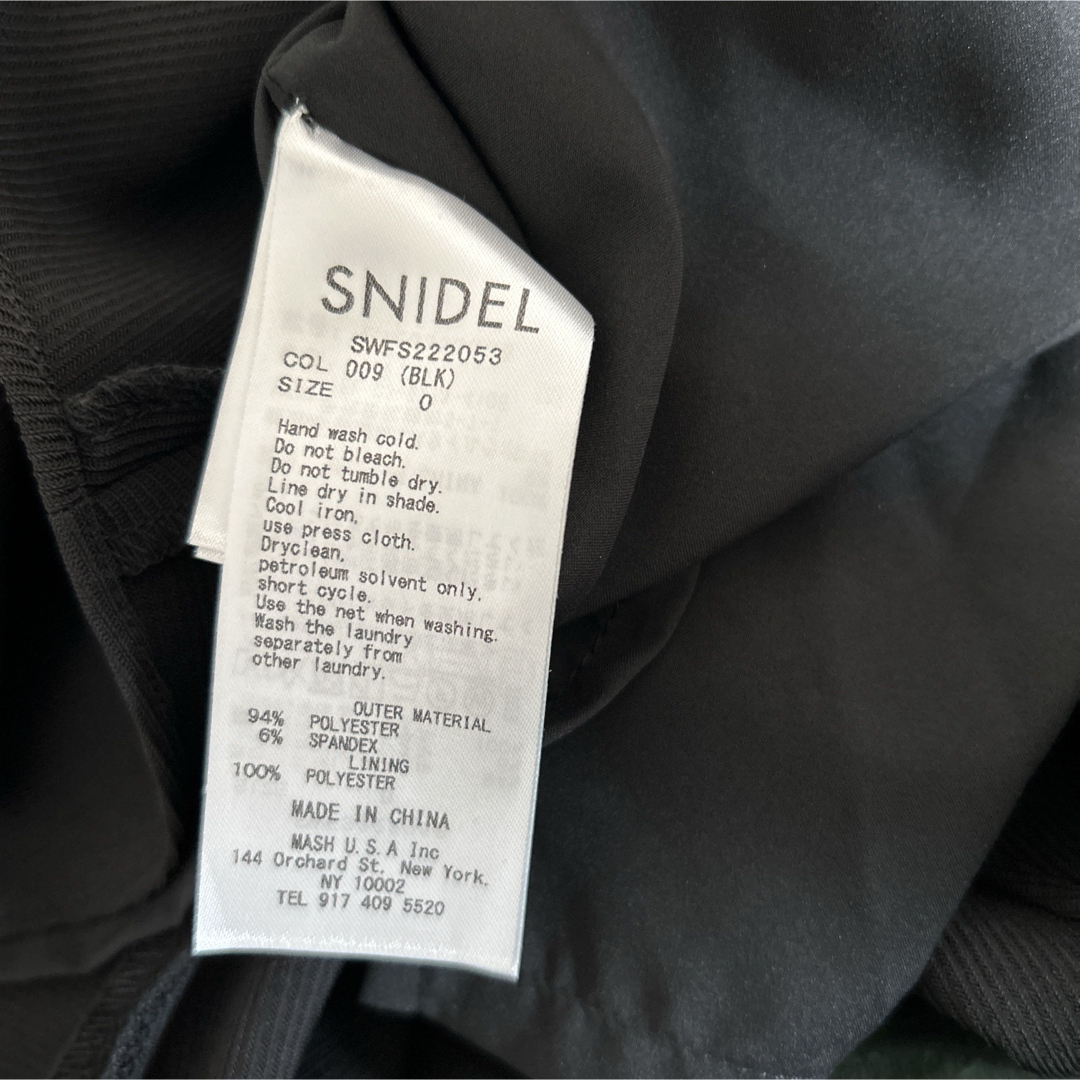 SNIDEL
SWFS222053
COL 009 (BLK)
SIZE 0
Hand wash cold.
Do not bleach.
Do not tumble dry.
Line dry in shade.
Cool iron,
use press cloth.
Dryclean,
petroleum solvent only,
short cycle.
Use the net when washing.
Wash the laundry
separately from
other laundry.
OUTER MATERIAL
94% POLYESTER
6% SPANDEX
LINING
100% POLYESTER
MADE IN CHINA
MASH U.S.A Inc
144 Orchard St. New York.
NY 10002
TEL 917 409 5520